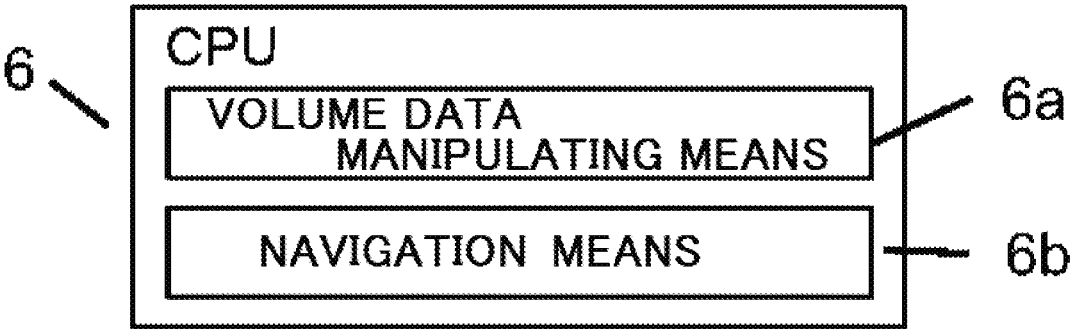 CPU
6
VOLUME DATA
MANIPULATING MEANS
6a
NAVIGATION MEANS
6b